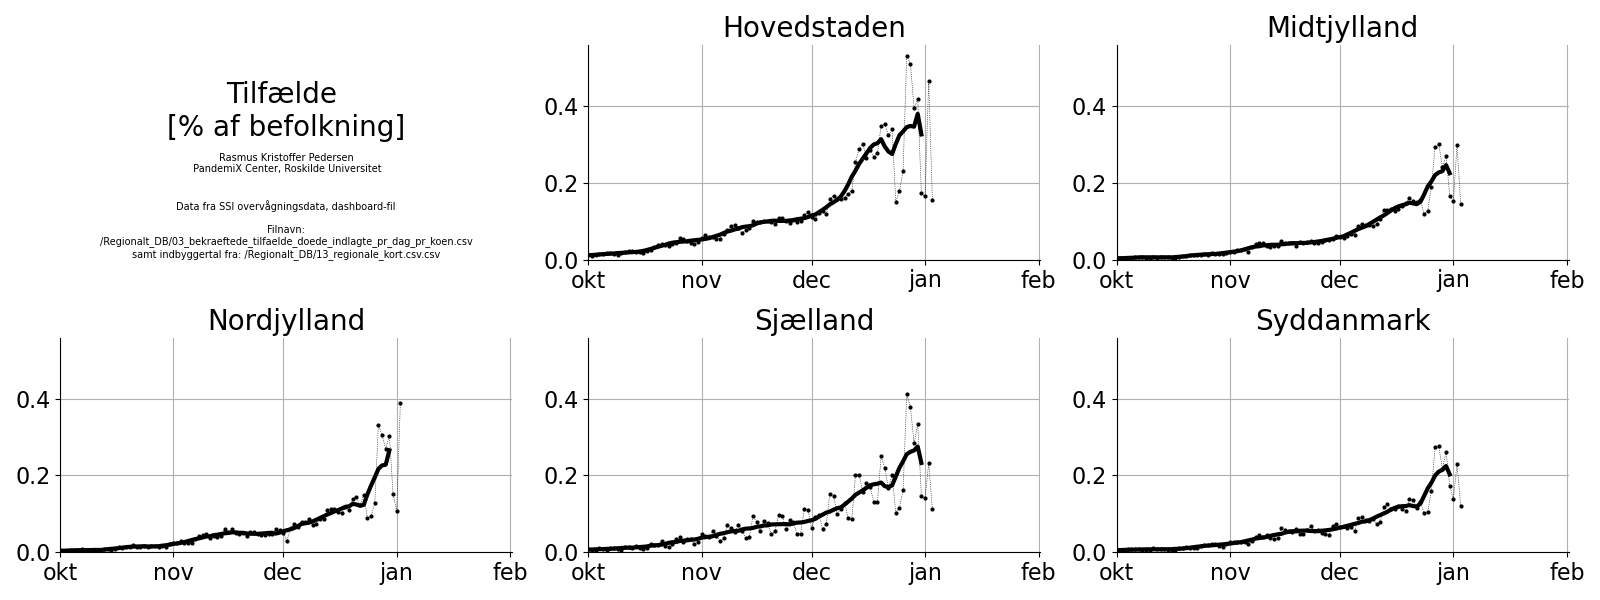 Tilfælde
[% af befolkning]
Rasmus Kristoffer Pedersen
PandemiX Center, Roskilde Universitet
Data fra SSI overvågningsdata, dashboard-fil
Filnavn:
/Regionalt_DB/03_bekraeftede_tilfaelde_doede_indlagte_pr_dag_pr_koen.csv
samt indbyggertal fra: /Regionalt_DB/13_regionale_kort.csv.csv
Hovedstaden
0.4
0.2
0.0
okt nov dec jan feb
Midtjylland
0.4
0.2
0.0
okt nov dec jan feb
Nordjylland
0.4
0.2
0.0
okt nov dec jan feb
Sjælland
0.4
0.2
0.0
okt nov dec jan feb
Syddanmark
0.4
0.2
0.0
okt nov dec jan feb